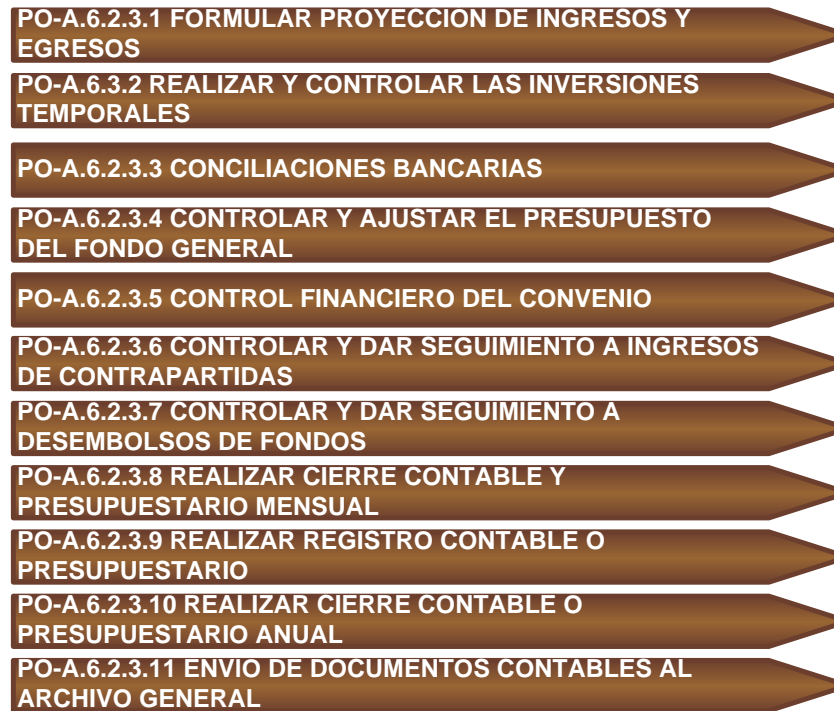 PO-A.6.2.3.1 FORMULAR PROYECCION DE INGRESOS Y
EGRESOS
PO-A.6.3.2 REALIZAR Y CONTROLAR LAS INVERSIONES
TEMPORALES
PO-A.6.2.3.3 CONCILIACIONES BANCARIAS
PO-A.6.2.3.4 CONTROLAR Y AJUSTAR EL PRESUPUESTO
DEL FONDO GENERAL
PO-A.6.2.3.5 CONTROL FINANCIERO DEL CONVENIO
PO-A.6.2.3.6 CONTROLAR Y DAR SEGUIMIENTO A INGRESOS
DE CONTRAPARTIDAS
PO-A.6.2.3.7 CONTROLAR Y DAR SEGUIMIENTO A
DESEMBOLSOS DE FONDOS
PO-A.6.2.3.8 REALIZAR CIERRE CONTABLE Y
PRESUPUESTARIO MENSUAL
PO-A.6.2.3.9 REALIZAR REGISTRO CONTABLE O
PRESUPUESTARIO
PO-A.6.2.3.10 REALIZAR CIERRE CONTABLE O
PRESUPUESTARIO ANUAL
PO-A.6.2.3.11 ENVIO DE DOCUMENTOS CONTABLES AL
ARCHIVO GENERAL